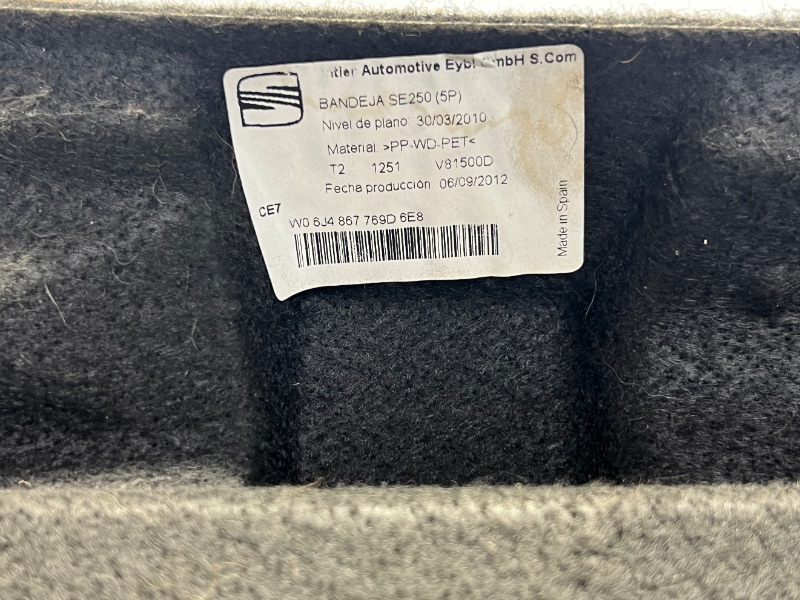 Automotive Eybl GmbH S.Com
BANDEJA SE250 (5P)
Nivel de plano: 30/03/2010
Material: >PP-WD-PET<
T2 1251 V81500D
Fecha producción: 06/09/2012
CE7
W0 6J4 867 769D 6E8
Made in Spain